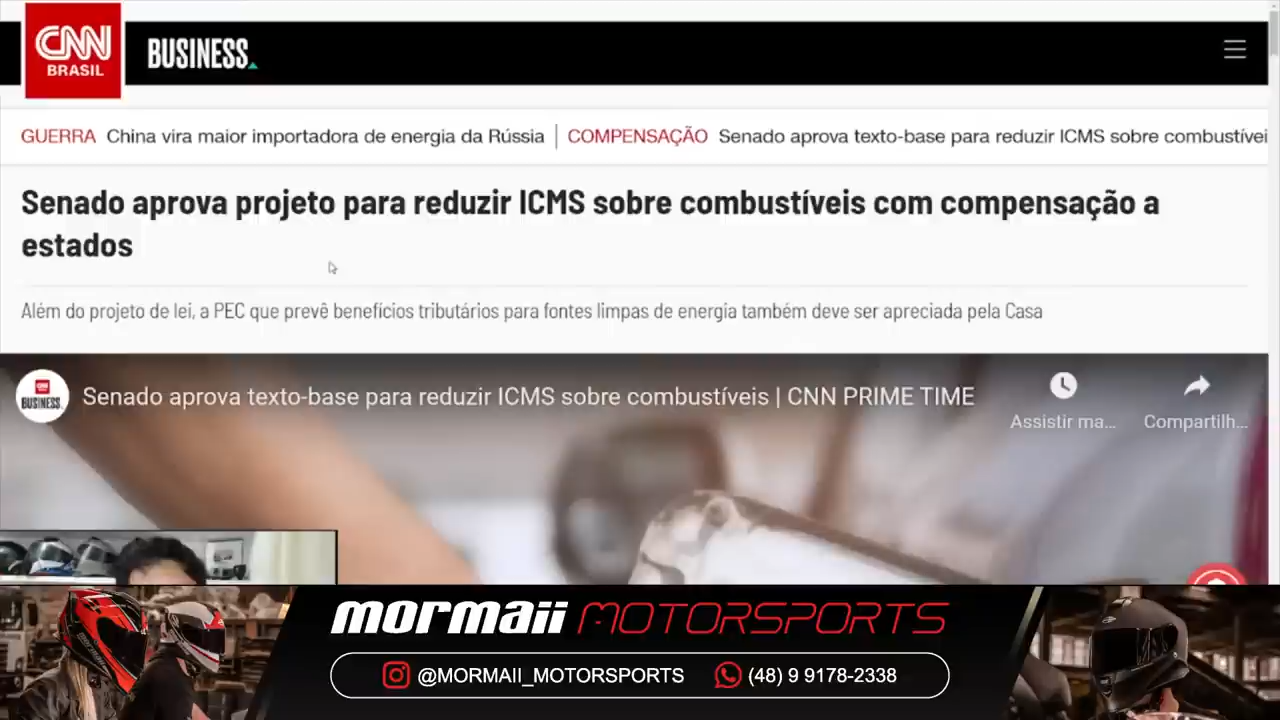 CNN
BRASIL
BUSINESS
GUERRA China vira maior importadora de energia da Rússia COMPENSAÇÃO Senado aprova texto-base para reduzir ICMS sobre combustívei
Senado aprova projeto para reduzir ICMS sobre combustíveis com compensação a
estados
Além do projeto de lei, a PEC que prevê benefícios tributários para fontes limpas de energia também deve ser apreciada pela Casa
CNN BRASIL
BUSINESS
Senado aprova texto-base para reduzir ICMS sobre combustíveis | CNN PRIME TIME
Assistir ma...
Compartilh...
mormaii MOTORSPORTS
@MORMAII_MOTORSPORTS (48) 9 9178-2338